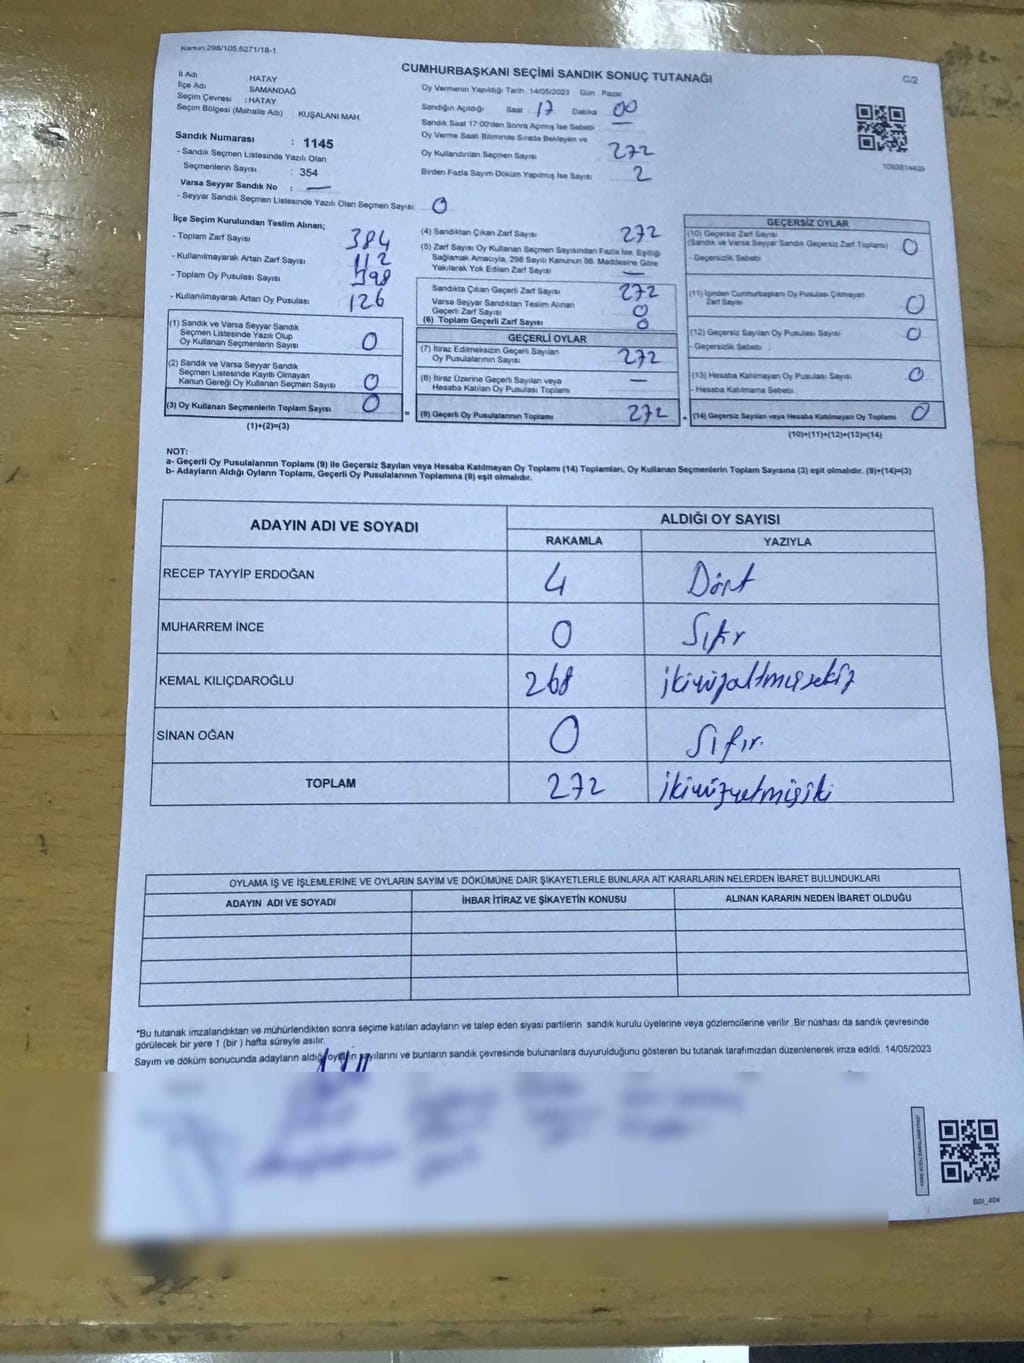 Kanun:298/105,6271/18-1
CUMHURBAŞKANI SEÇİMİ SANDIK SONUÇ TUTANAĞI
C/2
İl Adı HATAY
İlçe Adı SAMANDAĞ
Seçim Çevresi : HATAY
Seçim Bölgesi (Mahalle Adı) KUŞALANI MAH.
Sandık Numarası : 1145
- Sandık Seçmen Listesinde Yazılı Olan
Seçmenlerin Sayısı : 354
Varsa Seyyar Sandık No : —
- Seyyar Sandık Seçmen Listesinde Yazılı Olan Seçmen Sayısı: 0
Oy Vermenin Yapıldığı Tarih 14/05/2023 Gün Pazar
Sandığın Açıldığı Saat : 17 Dakika 00
Sandık Saat 17:00'den Sonra Açımış İse Sebebi —
Oy Verme Saati Bitiminde Sırada Bekleyen ve
Oy Kullandırılan Seçmen Sayısı 272
Birden Fazla Sayım Döküm Yapılmış İse Sayısı 2
1093814439
İlçe Seçim Kurulundan Teslim Alınan;
- Toplam Zarf Sayısı 384
- Kullanılmayarak Artan Zarf Sayısı 112
- Toplam Oy Pusulası Sayısı 398
- Kullanılmayarak Artan Oy Pusulası 126
(1) Sandık ve Varsa Seyyar Sandık
Seçmen Listesinde Yazılı Olup
Oy Kullanan Seçmenlerin Sayısı 0
(2) Sandık ve Varsa Seyyar Sandık
Seçmen Listesinde Kayıtlı Olmayan
Kanun Gereği Oy Kullanan Seçmen Sayısı 0
(3) Oy Kullanan Seçmenlerin Toplam Sayısı 0
(1)+(2)=(3)
(4) Sandıktan Çıkan Zarf Sayısı 272
(5) Zarf Sayısı Oy Kullanan Seçmen Sayısından Fazla İse, Eşitliği
Sağlamak Amacıyla, 298 Sayılı Kanunun 98. Maddesine Göre
Yakılarak Yok Edilen Zarf Sayısı —
Sandıkta Çıkan Geçerli Zarf Sayısı 272
Varsa Seyyar Sandıktan Teslim Alınan
Geçerli Zarf Sayısı 0
(6) Toplam Geçerli Zarf Sayısı 0
GEÇERLİ OYLAR
(7) İtiraz Edilmeksizin Geçerli Sayılan
Oy Pusulalarının Sayısı 272
(8) İtiraz Üzerine Geçerli Sayılan veya
Hesaba Katılan Oy Pusulası Toplamı —
= (9) Geçerli Oy Pusulalarının Toplamı 272 +
GEÇERSİZ OYLAR
(10) Geçersiz Zarf Sayısı
(Sandık ve Varsa Seyyar Sandık Geçersiz Zarf Toplamı) 0
- Geçersizlik Sebebi
(11) İçinden Cumhurbaşkanı Oy Pusulası Çıkmayan
Zarf Sayısı 0
(12) Geçersiz Sayılan Oy Pusulası Sayısı 0
- Geçersizlik Sebebi
(13) Hesaba Katılmayan Oy Pusulası Sayısı 0
- Hesaba Katılmama Sebebi
(14) Geçersiz Sayılan veya Hesaba Katılmayan Oy Toplamı 0
(10)+(11)+(12)+(13)=(14)
NOT:
a- Geçerli Oy Pusulalarının Toplamı (9) ile Geçersiz Sayılan veya Hesaba Katılmayan Oy Toplamı (14) Toplamları, Oy Kullanan Seçmenlerin Toplam Sayısına (3) eşit olmalıdır. (9)+(14)=(3)
b- Adayların Aldığı Oyların Toplamı, Geçerli Oy Pusulalarının Toplamına (9) eşit olmalıdır.
ADAYIN ADI VE SOYADI ALDIĞI OY SAYISI
RAKAMLA YAZIYLA
RECEP TAYYİP ERDOĞAN 4 Dört
MUHARREM İNCE 0 Sıfır
KEMAL KILIÇDAROĞLU 268 ikiyüzaltmışsekiz
SİNAN OĞAN 0 Sıfır.
TOPLAM 272 ikiyüzyetmişiki
OYLAMA İŞ VE İŞLEMLERİNE VE OYLARIN SAYIM VE DÖKÜMÜNE DAİR ŞİKAYETLERLE BUNLARA AİT KARARLARIN NELERDEN İBARET BULUNDUKLARI
ADAYIN ADI VE SOYADI İHBAR İTİRAZ VE ŞİKAYETİN KONUSU ALINAN KARARIN NEDEN İBARET OLDUĞU
*Bu tutanak imzalandıktan ve mühürlendikten sonra seçime katılan adayların ve talep eden siyasi partilerin sandık kurulu üyelerine veya gözlemcilerine verilir .Bir nüshası da sandık çevresinde
görülecek bir yere 1 (bir ) hafta süreyle asılır.
Sayım ve döküm sonucunda adayların aldığı oyların sayılarını ve bunların sandık çevresinde bulunanlara duyurulduğunu gösteren bu tutanak tarafımızdan düzenlenerek imza edildi. 14/05/2023
BBI_404